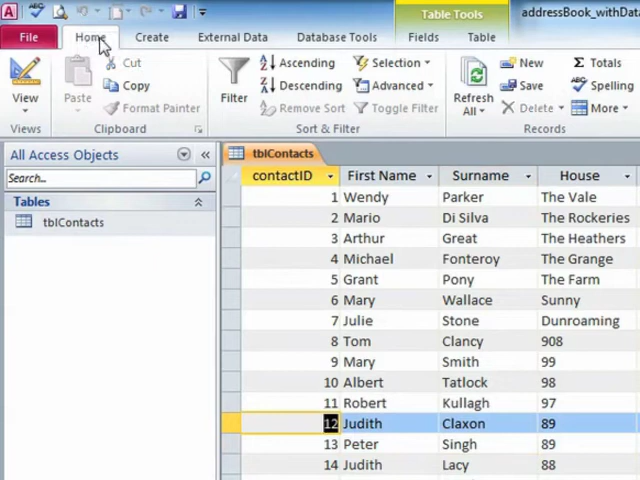 Table Tools
addressBook_withData
File Home Create External Data Database Tools Fields Table
View
Views
Paste
Cut
Copy
Format Painter
Clipboard
Filter
Ascending
Descending
Remove Sort
Selection
Advanced
Toggle Filter
Sort & Filter
Refresh
All
New
Save
Delete
Totals
Spelling
More
Records
All Access Objects
Search...
Tables
tblContacts
tblContacts
contactID First Name Surname House
1 Wendy Parker The Vale
2 Mario Di Silva The Rockeries
3 Arthur Great The Heathers
4 Michael Fonteroy The Grange
5 Grant Pony The Farm
6 Mary Wallace Sunny
7 Julie Stone Dunroaming
8 Tom Clancy 908
9 Mary Smith 99
10 Albert Tatlock 98
11 Robert Kullagh 97
12 Judith Claxon 89
13 Peter Singh 89
14 Judith Lacy 88